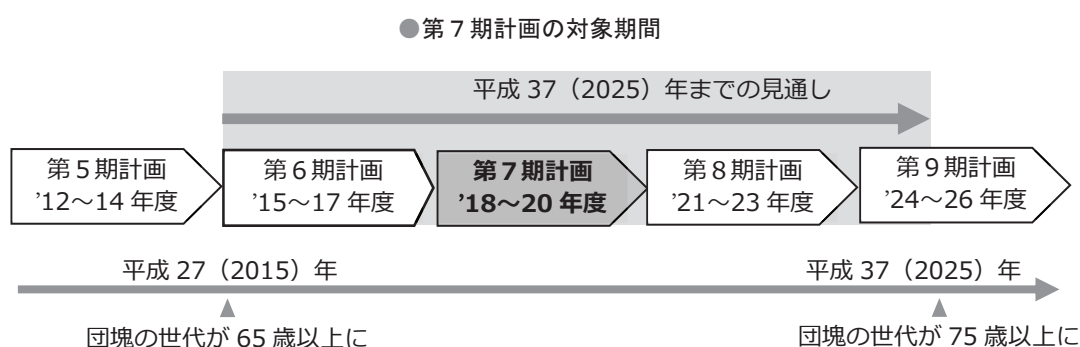 ●第7期計画の対象期間
平成 37（2025）年までの見通し
第５期計画
'12～14 年度
第６期計画
'15～17 年度
第７期計画
'18～20 年度
第８期計画
'21～23 年度
第９期計画
'24～26 年度
平成 27（2015）年
平成 37（2025）年
団塊の世代が 65 歳以上に
団塊の世代が 75 歳以上に